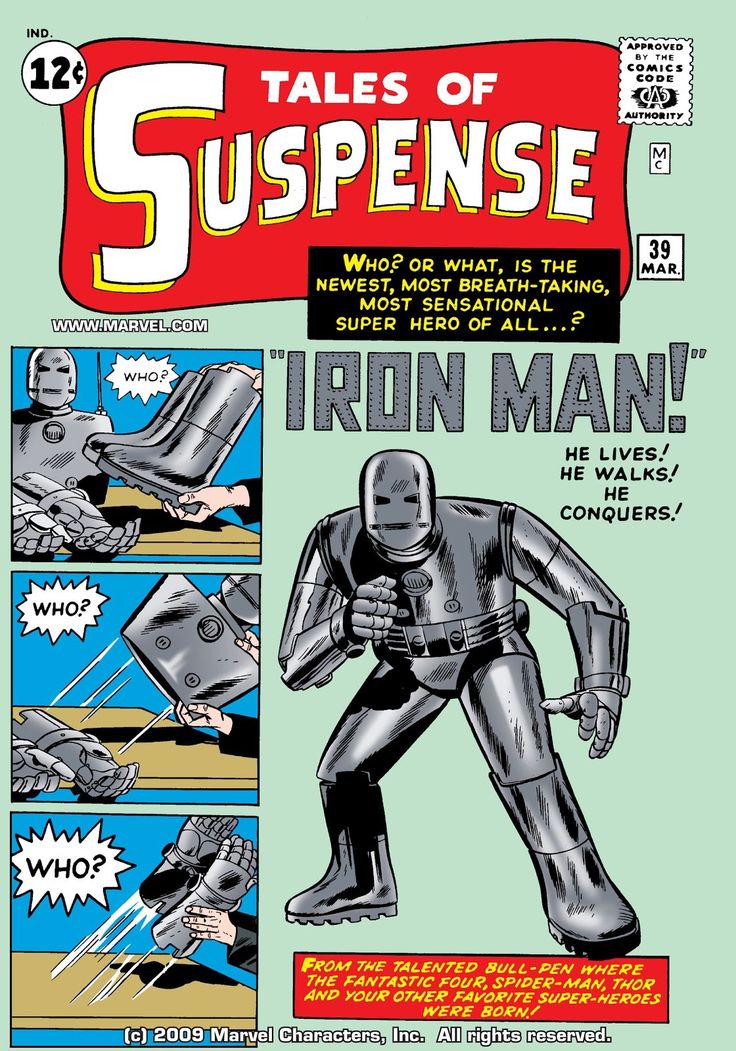 IND.
12¢
TALES OF
SUSPENSE
APPROVED
BY THE
COMICS
CODE
CA
AUTHORITY
M
C
39
MAR.
WHO? OR WHAT, IS THE
NEWEST, MOST BREATH-TAKING,
MOST SENSATIONAL
SUPER HERO OF ALL...?
WWW.MARVEL.COM
"IRON MAN!"
HE LIVES!
HE WALKS!
HE
CONQUERS!
WHO?
WHO?
WHO?
FROM THE TALENTED BULL-PEN WHERE
THE FANTASTIC FOUR, SPIDER-MAN, THOR
AND YOUR OTHER FAVORITE SUPER-HEROES
WERE BORN!
(c) 2009 Marvel Characters, Inc. All rights reserved.